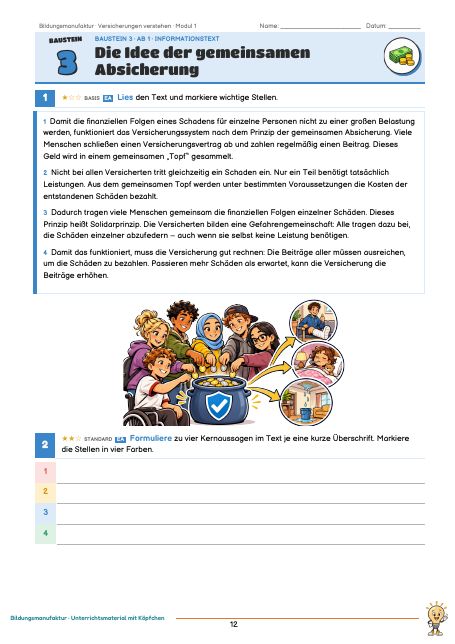 Bildungsmanufaktur · Versicherungen verstehen · Modul 1 Name: ____________________ Datum: __________
BAUSTEIN
3
BAUSTEIN 3 · AB 1 · INFORMATIONSTEXT
Die Idee der gemeinsamen
Absicherung
1 ★☆☆ BASIS EA Lies den Text und markiere wichtige Stellen.
1 Damit die finanziellen Folgen eines Schadens für einzelne Personen nicht zu einer großen Belastung
werden, funktioniert das Versicherungssystem nach dem Prinzip der gemeinsamen Absicherung. Viele
Menschen schließen einen Versicherungsvertrag ab und zahlen regelmäßig einen Beitrag. Dieses
Geld wird in einem gemeinsamen „Topf“ gesammelt.
2 Nicht bei allen Versicherten tritt gleichzeitig ein Schaden ein. Nur ein Teil benötigt tatsächlich
Leistungen. Aus dem gemeinsamen Topf werden unter bestimmten Voraussetzungen die Kosten der
entstandenen Schäden bezahlt.
3 Dadurch tragen viele Menschen gemeinsam die finanziellen Folgen einzelner Schäden. Dieses
Prinzip heißt Solidarprinzip. Die Versicherten bilden eine Gefahrengemeinschaft: Alle tragen dazu bei,
die Schäden einzelner abzufedern – auch wenn sie selbst keine Leistung benötigen.
4 Damit das funktioniert, muss die Versicherung gut rechnen: Die Beiträge aller müssen ausreichen,
um die Schäden zu bezahlen. Passieren mehr Schäden als erwartet, kann die Versicherung die
Beiträge erhöhen.
2 ★★☆ STANDARD EA Formuliere zu vier Kernaussagen im Text je eine kurze Überschrift. Markiere
die Stellen in vier Farben.
1
2
3
4
Bildungsmanufaktur · Unterrichtsmaterial mit Köpfchen
12